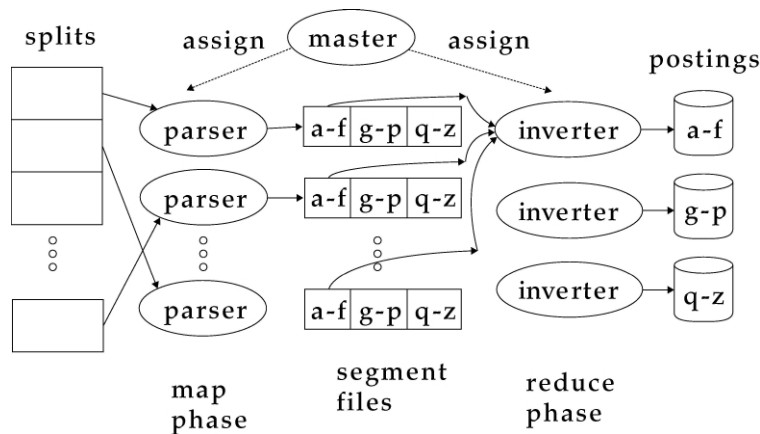 splits
assign
master
assign
postings
parser
a-f g-p q-z
inverter
a-f
parser
a-f g-p q-z
inverter
g-p
parser
a-f g-p q-z
inverter
q-z
map
phase
segment
files
reduce
phase